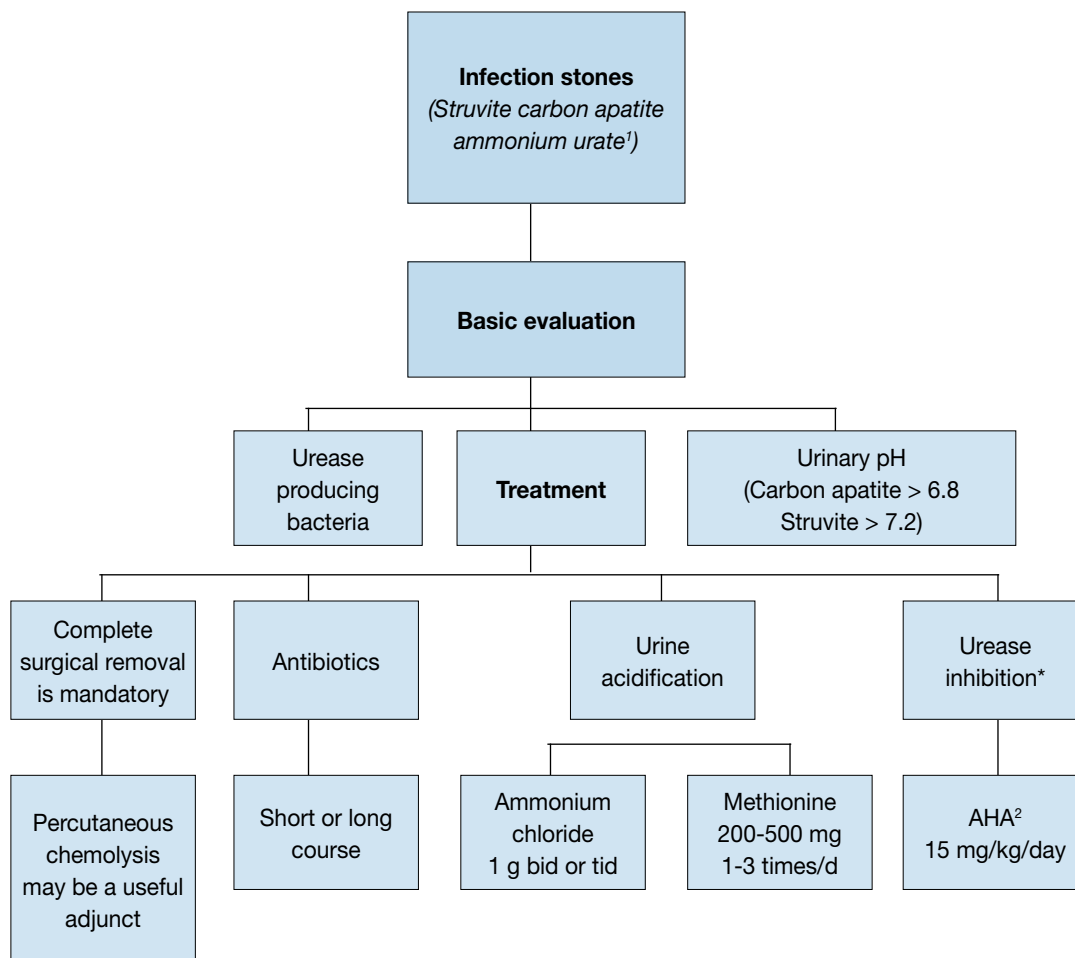 Infection stones
(Struvite carbon apatite
ammonium urate¹)
Basic evaluation
Urease
producing
bacteria
Treatment
Urinary pH
(Carbon apatite > 6.8
Struvite > 7.2)
Complete
surgical removal
is mandatory
Antibiotics
Urine
acidification
Urease
inhibition*
Percutaneous
chemolysis
may be a useful
adjunct
Short or long
course
Ammonium
chloride
1 g bid or tid
Methionine
200-500 mg
1-3 times/d
AHA²
15 mg/kg/day